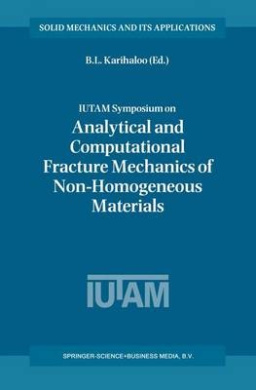 SOLID MECHANICS AND ITS APPLICATIONS
B.L. Karihaloo (Ed.)
IUTAM Symposium on
Analytical and
Computational
Fracture Mechanics of
Non-Homogeneous
Materials
IUTAM
SPRINGER-SCIENCE+BUSINESS MEDIA, B.V.